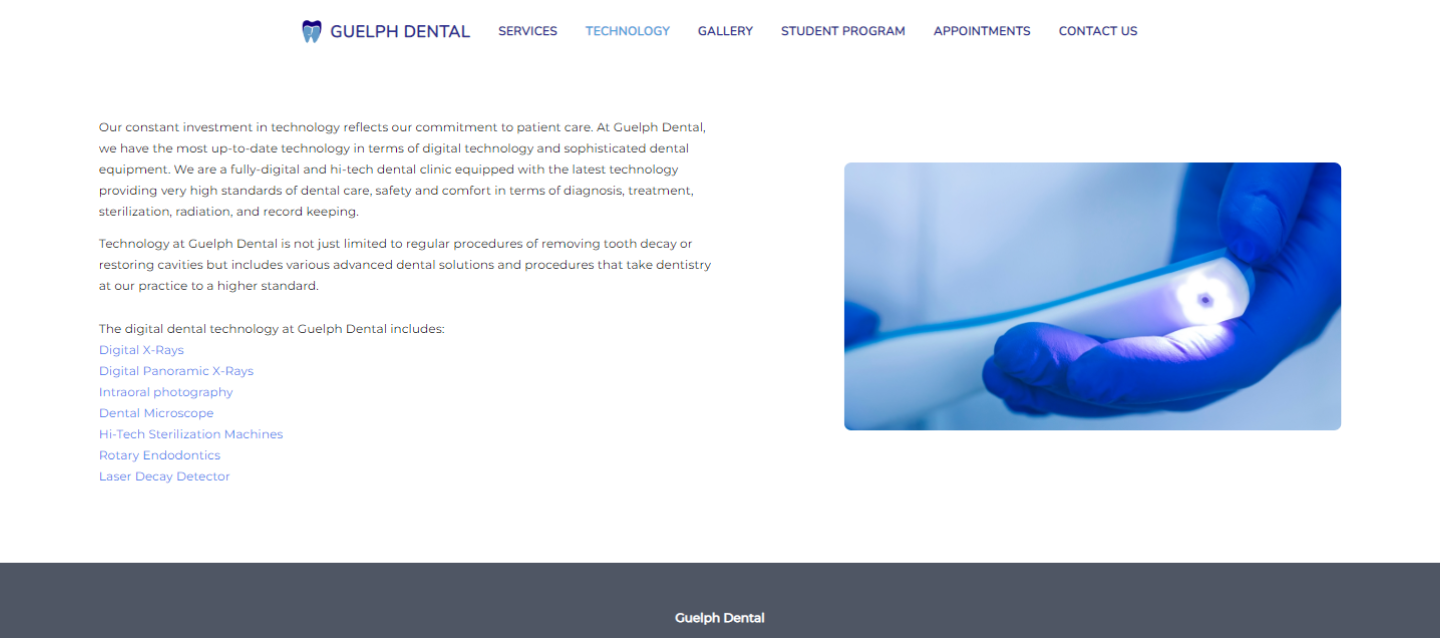 GUELPH DENTAL SERVICES TECHNOLOGY GALLERY STUDENT PROGRAM APPOINTMENTS CONTACT US
Our constant investment in technology reflects our commitment to patient care. At Guelph Dental,
we have the most up-to-date technology in terms of digital technology and sophisticated dental
equipment. We are a fully-digital and hi-tech dental clinic equipped with the latest technology
providing very high standards of dental care, safety and comfort in terms of diagnosis, treatment,
sterilization, radiation, and record keeping.
Technology at Guelph Dental is not just limited to regular procedures of removing tooth decay or
restoring cavities but includes various advanced dental solutions and procedures that take dentistry
at our practice to a higher standard.
The digital dental technology at Guelph Dental includes:
Digital X-Rays
Digital Panoramic X-Rays
Intraoral photography
Dental Microscope
Hi-Tech Sterilization Machines
Rotary Endodontics
Laser Decay Detector
Guelph Dental